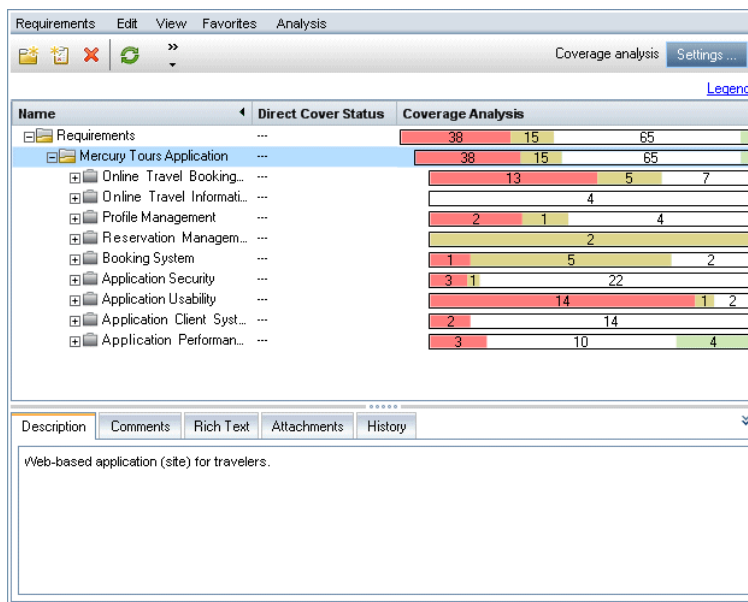 Requirements Edit View Favorites Analysis
» Coverage analysis Settings ...
Legend
Name Direct Cover Status Coverage Analysis
Requirements --- 38 15 65
Mercury Tours Application --- 38 15 65
Online Travel Booking... --- 13 5 7
Online Travel Informati... --- 4
Profile Management --- 2 1 4
Reservation Managem... --- 2
Booking System --- 1 5 2
Application Security --- 3 1 22
Application Usability --- 14 1 2
Application Client Syst... --- 2 14
Application Performan... --- 3 10 4
Description Comments Rich Text Attachments History
Web-based application (site) for travelers.